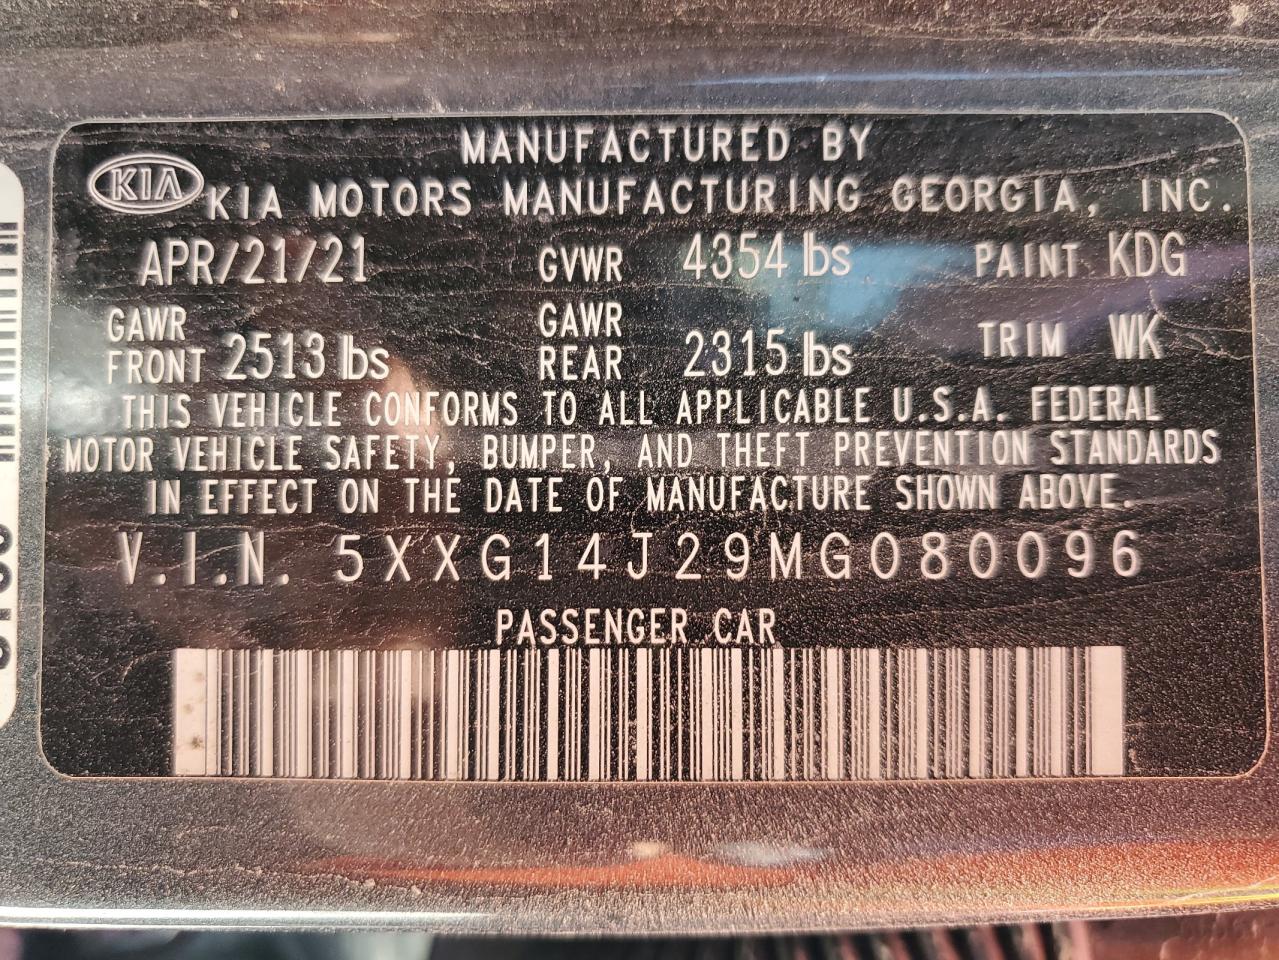 MANUFACTURED BY
KIA KIA MOTORS MANUFACTURING GEORGIA, INC.
APR/21/21 GVWR 4354 lbs PAINT KDG
GAWR FRONT 2513 lbs GAWR REAR 2315 lbs TRIM WK
THIS VEHICLE CONFORMS TO ALL APPLICABLE U.S.A. FEDERAL
MOTOR VEHICLE SAFETY, BUMPER, AND THEFT PREVENTION STANDARDS
IN EFFECT ON THE DATE OF MANUFACTURE SHOWN ABOVE.
V.I.N. 5XXG14J29MG080096
PASSENGER CAR